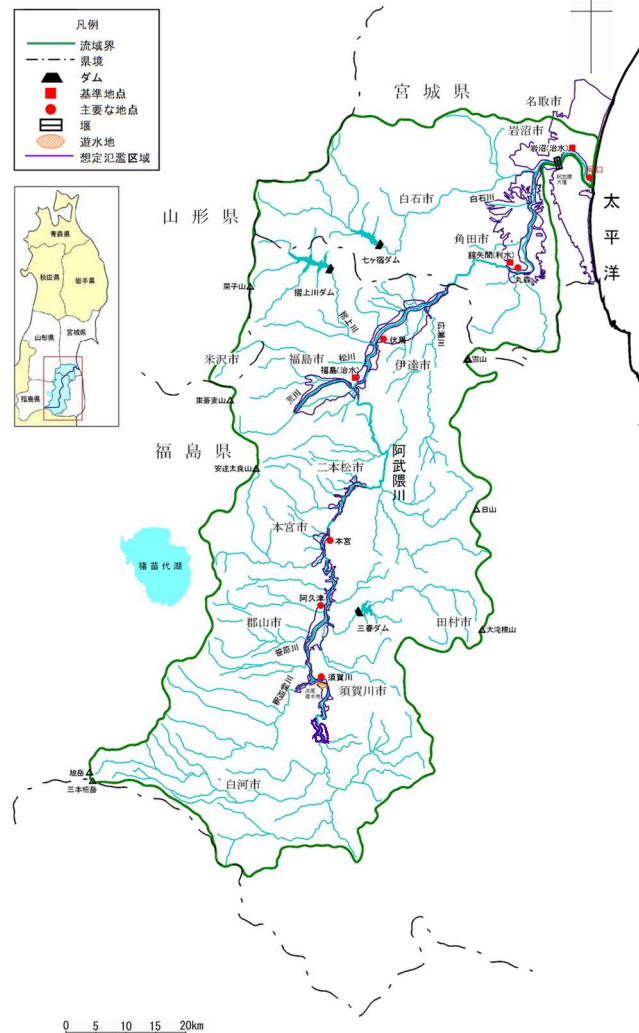 凡例
流域界
県境
ダム
基準地点
主要な地点
堰
遊水地
想定氾濫区域
青森県
秋田県
岩手県
山形県
宮城県
福島県
宮城県
名取市
岩沼市
岩沼(治水)
太平洋
白石市
白石川
阿武隈大堰
山形県
七ヶ宿ダム
角田市
舘矢間(利水)
丸森
摺上川ダム
栗子山
摺上川
広瀬川
伏黒
米沢市
福島市
松川
伊達市
霊山
福島(治水)
荒川
東吾妻山
福島県
阿武隈川
安達太良山
二本松市
日山
本宮市
本宮
猪苗代湖
阿久津
三春ダム
田村市
大滝根山
郡山市
笹原川
須賀川
釈迦堂川
浜尾遊水地
須賀川市
旭岳
三本槍岳
白河市
0 5 10 15 20km